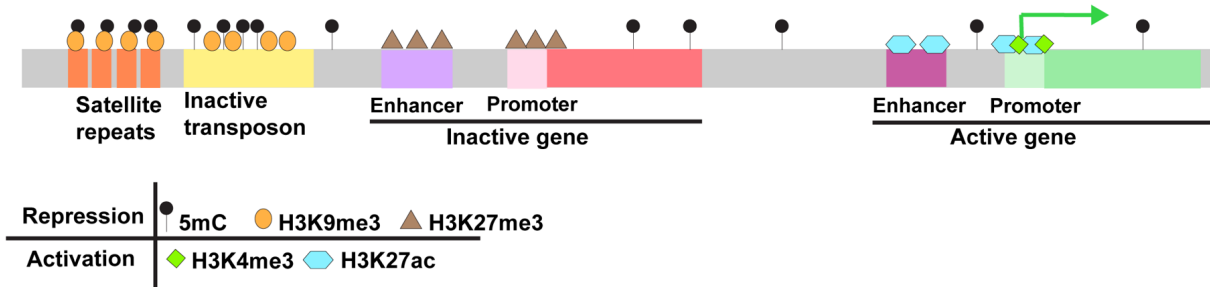 Satellite
repeats
Inactive
transposon
Enhancer
Promoter
Inactive gene
Enhancer
Promoter
Active gene
Repression
5mC
H3K9me3
H3K27me3
Activation
H3K4me3
H3K27ac